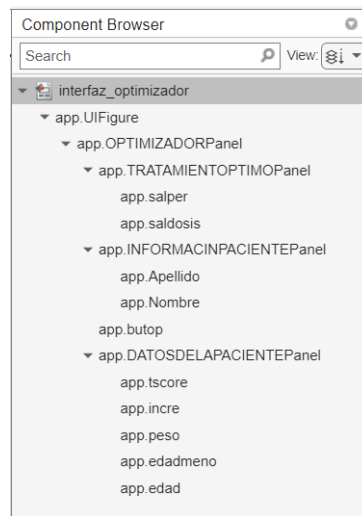 Component Browser
Search View:
interfaz_optimizador
app.UIFigure
app.OPTIMIZADORPanel
app.TRATAMIENTOPTIMOPanel
app.salper
app.saldosis
app.INFORMACINPACIENTEPanel
app.Apellido
app.Nombre
app.butop
app.DATOSDELAPACIENTEPanel
app.tscore
app.incre
app.peso
app.edadmeno
app.edad